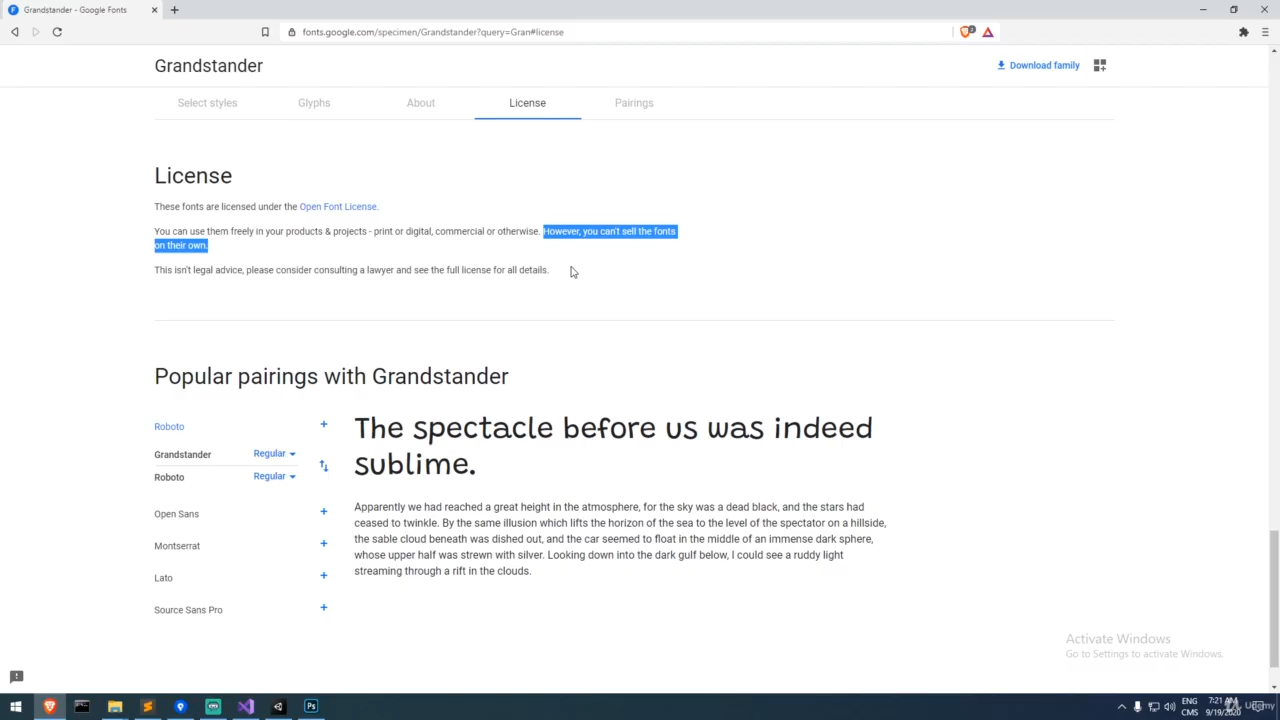 Grandstander - Google Fonts
fonts.google.com/specimen/Grandstander?query=Gran#license
Grandstander
Download family
Select styles
Glyphs
About
License
Pairings
License
These fonts are licensed under the Open Font License.
You can use them freely in your products & projects - print or digital, commercial or otherwise. However, you can't sell the fonts
on their own.
This isn't legal advice, please consider consulting a lawyer and see the full license for all details.
Popular pairings with Grandstander
Roboto
Grandstander Regular
Roboto Regular
Open Sans
Montserrat
Lato
Source Sans Pro
The spectacle before us was indeed
sublime.
Apparently we had reached a great height in the atmosphere, for the sky was a dead black, and the stars had
ceased to twinkle. By the same illusion which lifts the horizon of the sea to the level of the spectator on a hillside,
the sable cloud beneath was dished out, and the car seemed to float in the middle of an immense dark sphere,
whose upper half was strewn with silver. Looking down into the dark gulf below, I could see a ruddy light
streaming through a rift in the clouds.
Activate Windows
Go to Settings to activate Windows.
Ps
ENG
CMS
7:21 AM
9/19/2020
Udemy